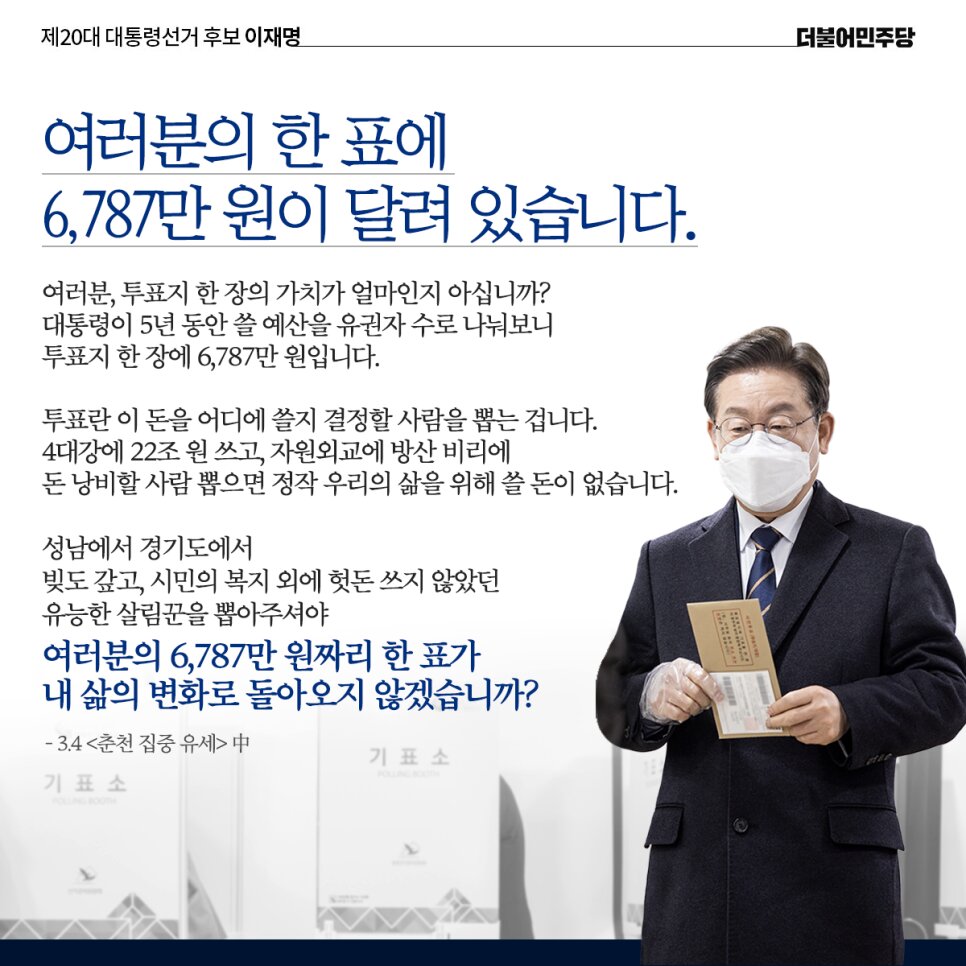 제20대 대통령선거 후보 이재명
더불어민주당
여러분의 한 표에
6,787만 원이 달려 있습니다.
여러분, 투표지 한 장의 가치가 얼마인지 아십니까?
대통령이 5년 동안 쓸 예산을 유권자 수로 나눠보니
투표지 한 장에 6,787만 원입니다.
투표란 이 돈을 어디에 쓸지 결정할 사람을 뽑는 겁니다.
4대강에 22조 원 쓰고, 자원외교에 방산 비리에
돈 낭비할 사람 뽑으면 정작 우리의 삶을 위해 쓸 돈이 없습니다.
성남에서 경기도에서
빚도 갚고, 시민의 복지 외에 헛돈 쓰지 않았던
유능한 살림꾼을 뽑아주셔야
여러분의 6,787만 원짜리 한 표가
내 삶의 변화로 돌아오지 않겠습니까?
- 3.4 <춘천 집중 유세> 中
기표소
POLLING BOOTH
기표소
POLLING BOOTH